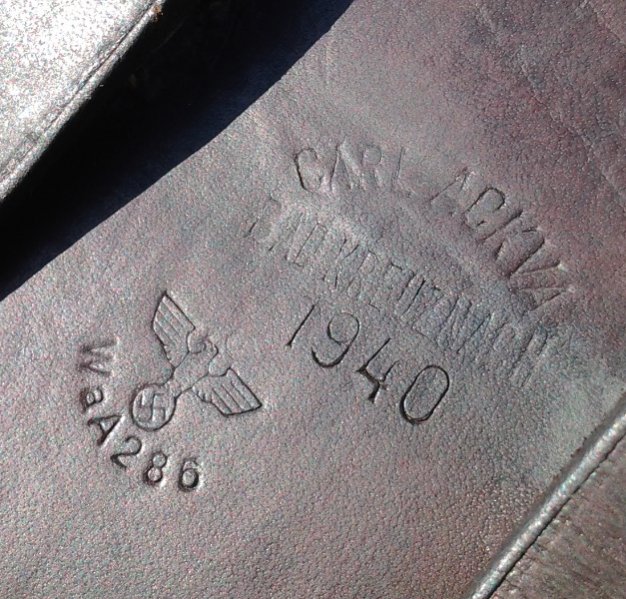 CARL ACKVA
BAD KREUZNACH
1940
WaA286